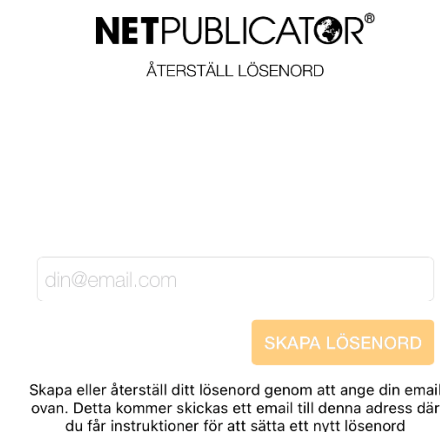 NETPUBLICATOR®
ÅTERSTÄLL LÖSENORD
din@email.com
SKAPA LÖSENORD
Skapa eller återställ ditt lösenord genom att ange din email
ovan. Detta kommer skickas ett email till denna adress där
du får instruktioner för att sätta ett nytt lösenord